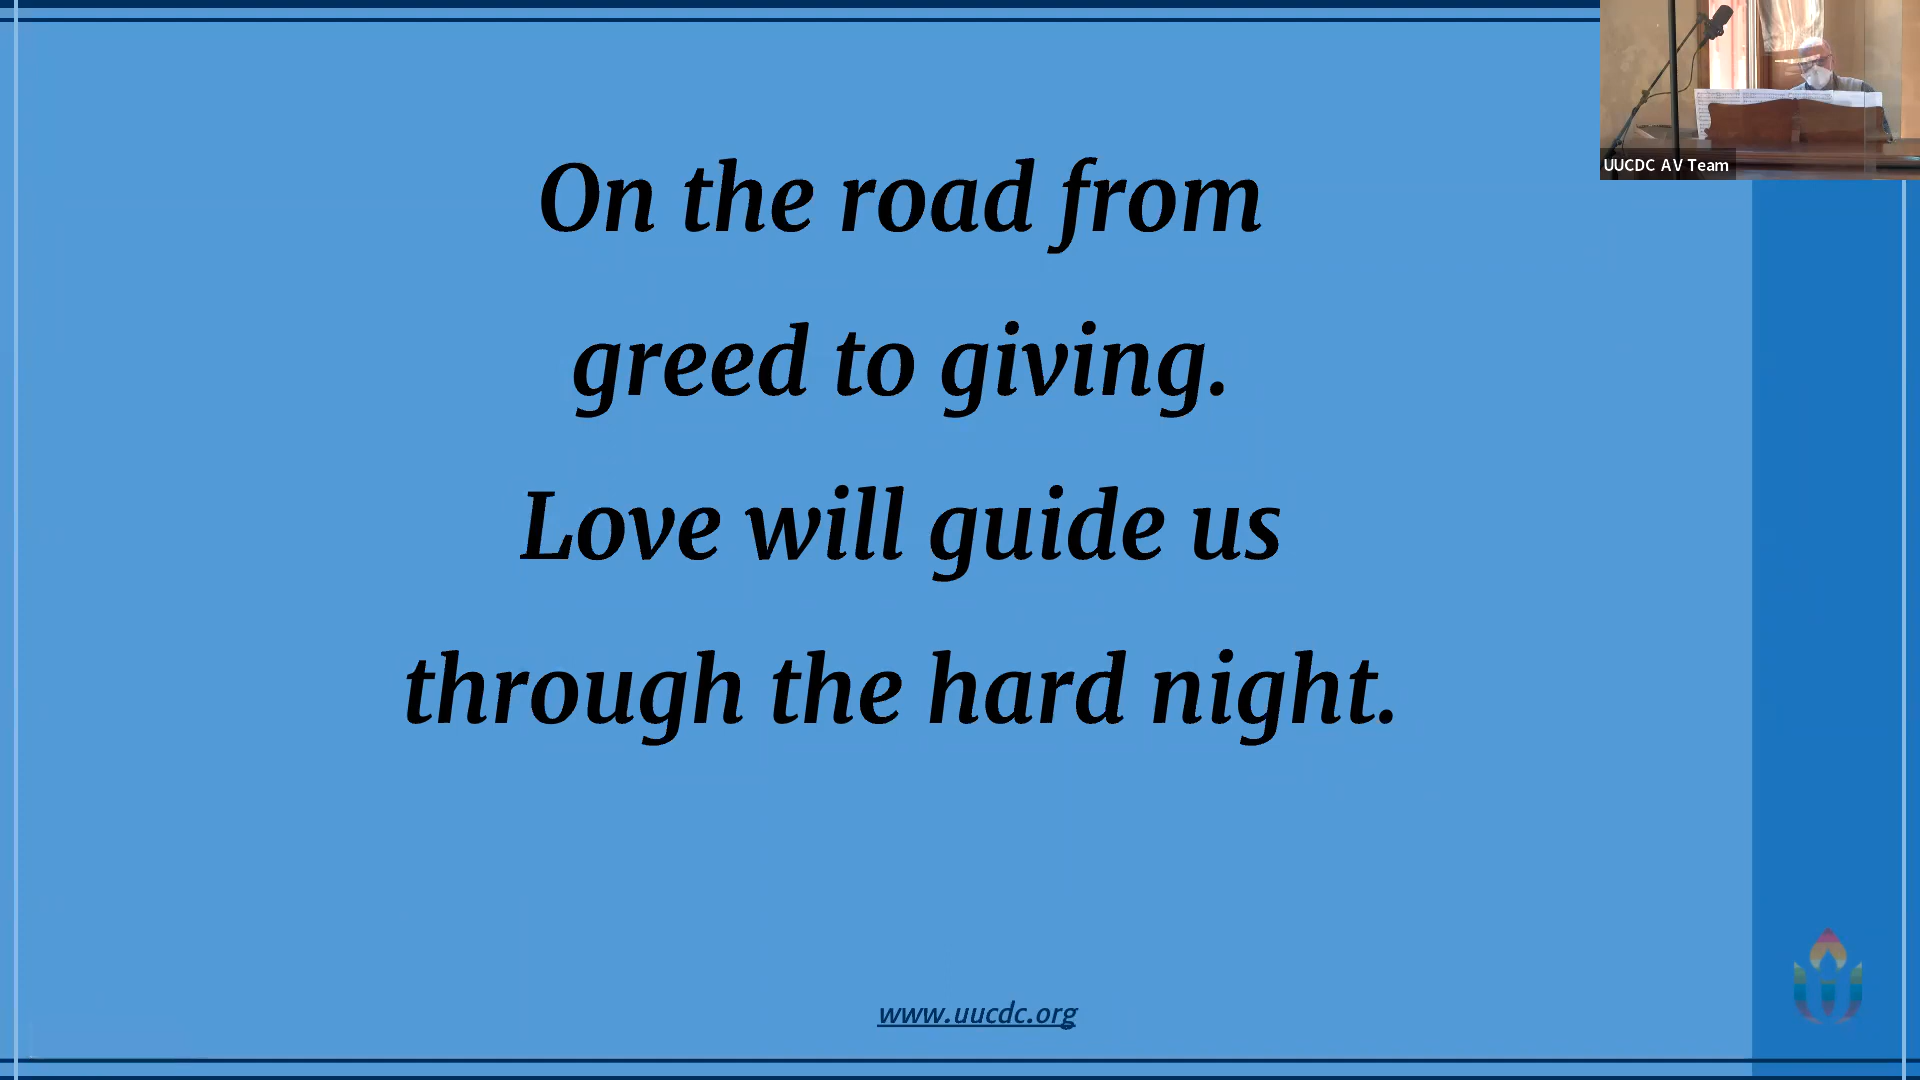 On the road from
greed to giving.
Love will guide us
through the hard night.
UUCDC AV Team
www.uucdc.org